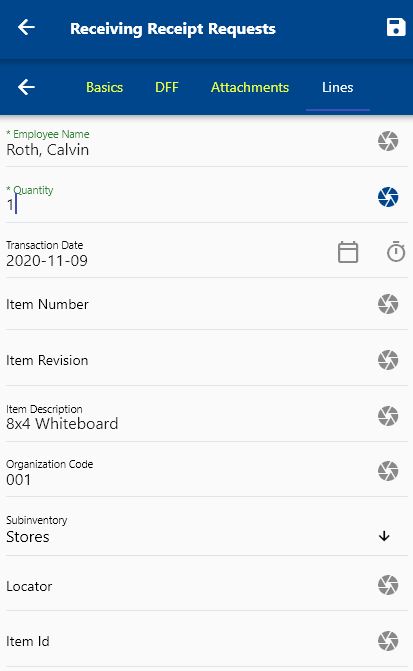 Receiving Receipt Requests
Basics DFF Attachments Lines
* Employee Name
Roth, Calvin
* Quantity
1
Transaction Date
2020-11-09
Item Number
Item Revision
Item Description
8x4 Whiteboard
Organization Code
001
Subinventory
Stores
Locator
Item Id